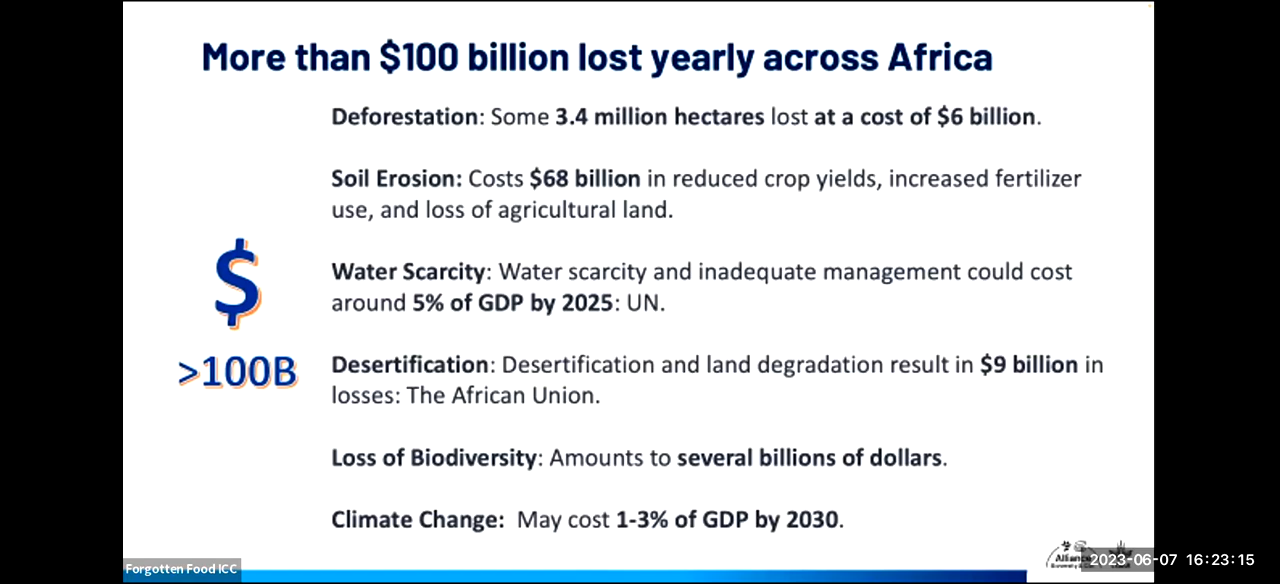 More than $100 billion lost yearly across Africa
Deforestation: Some 3.4 million hectares lost at a cost of $6 billion.
Soil Erosion: Costs $68 billion in reduced crop yields, increased fertilizer
use, and loss of agricultural land.
$
>100B
Water Scarcity: Water scarcity and inadequate management could cost
around 5% of GDP by 2025: UN.
Desertification: Desertification and land degradation result in $9 billion in
losses: The African Union.
Loss of Biodiversity: Amounts to several billions of dollars.
Climate Change: May cost 1-3% of GDP by 2030.
Forgotten Food ICC
Alliance
2023-06-07 16:23:15